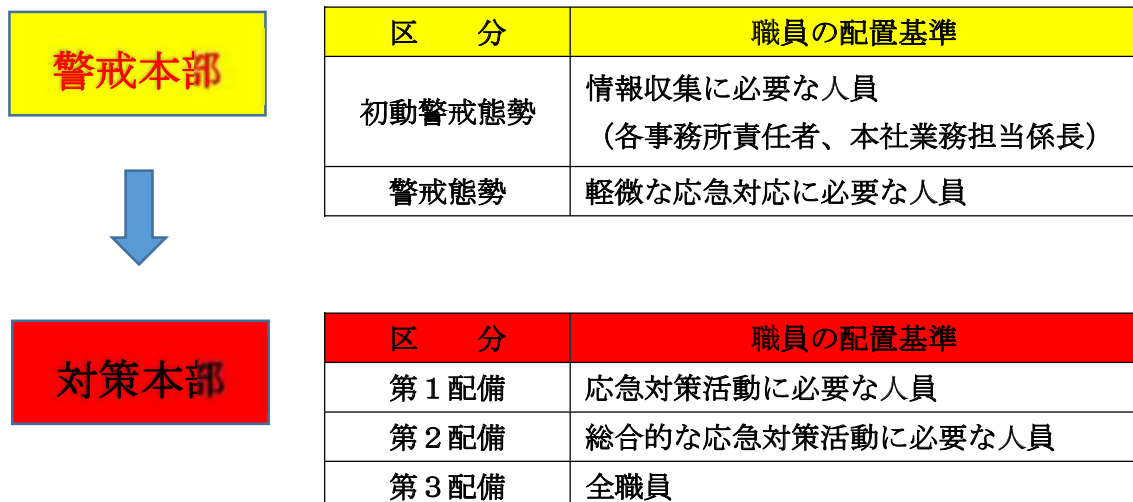 警戒本部
区　　分　職員の配置基準
初動警戒態勢　情報収集に必要な人員
（各事務所責任者、本社業務担当係長）
警戒態勢　軽微な応急対応に必要な人員
対策本部
区　　分　職員の配置基準
第１配備　応急対策活動に必要な人員
第２配備　総合的な応急対策活動に必要な人員
第３配備　全職員